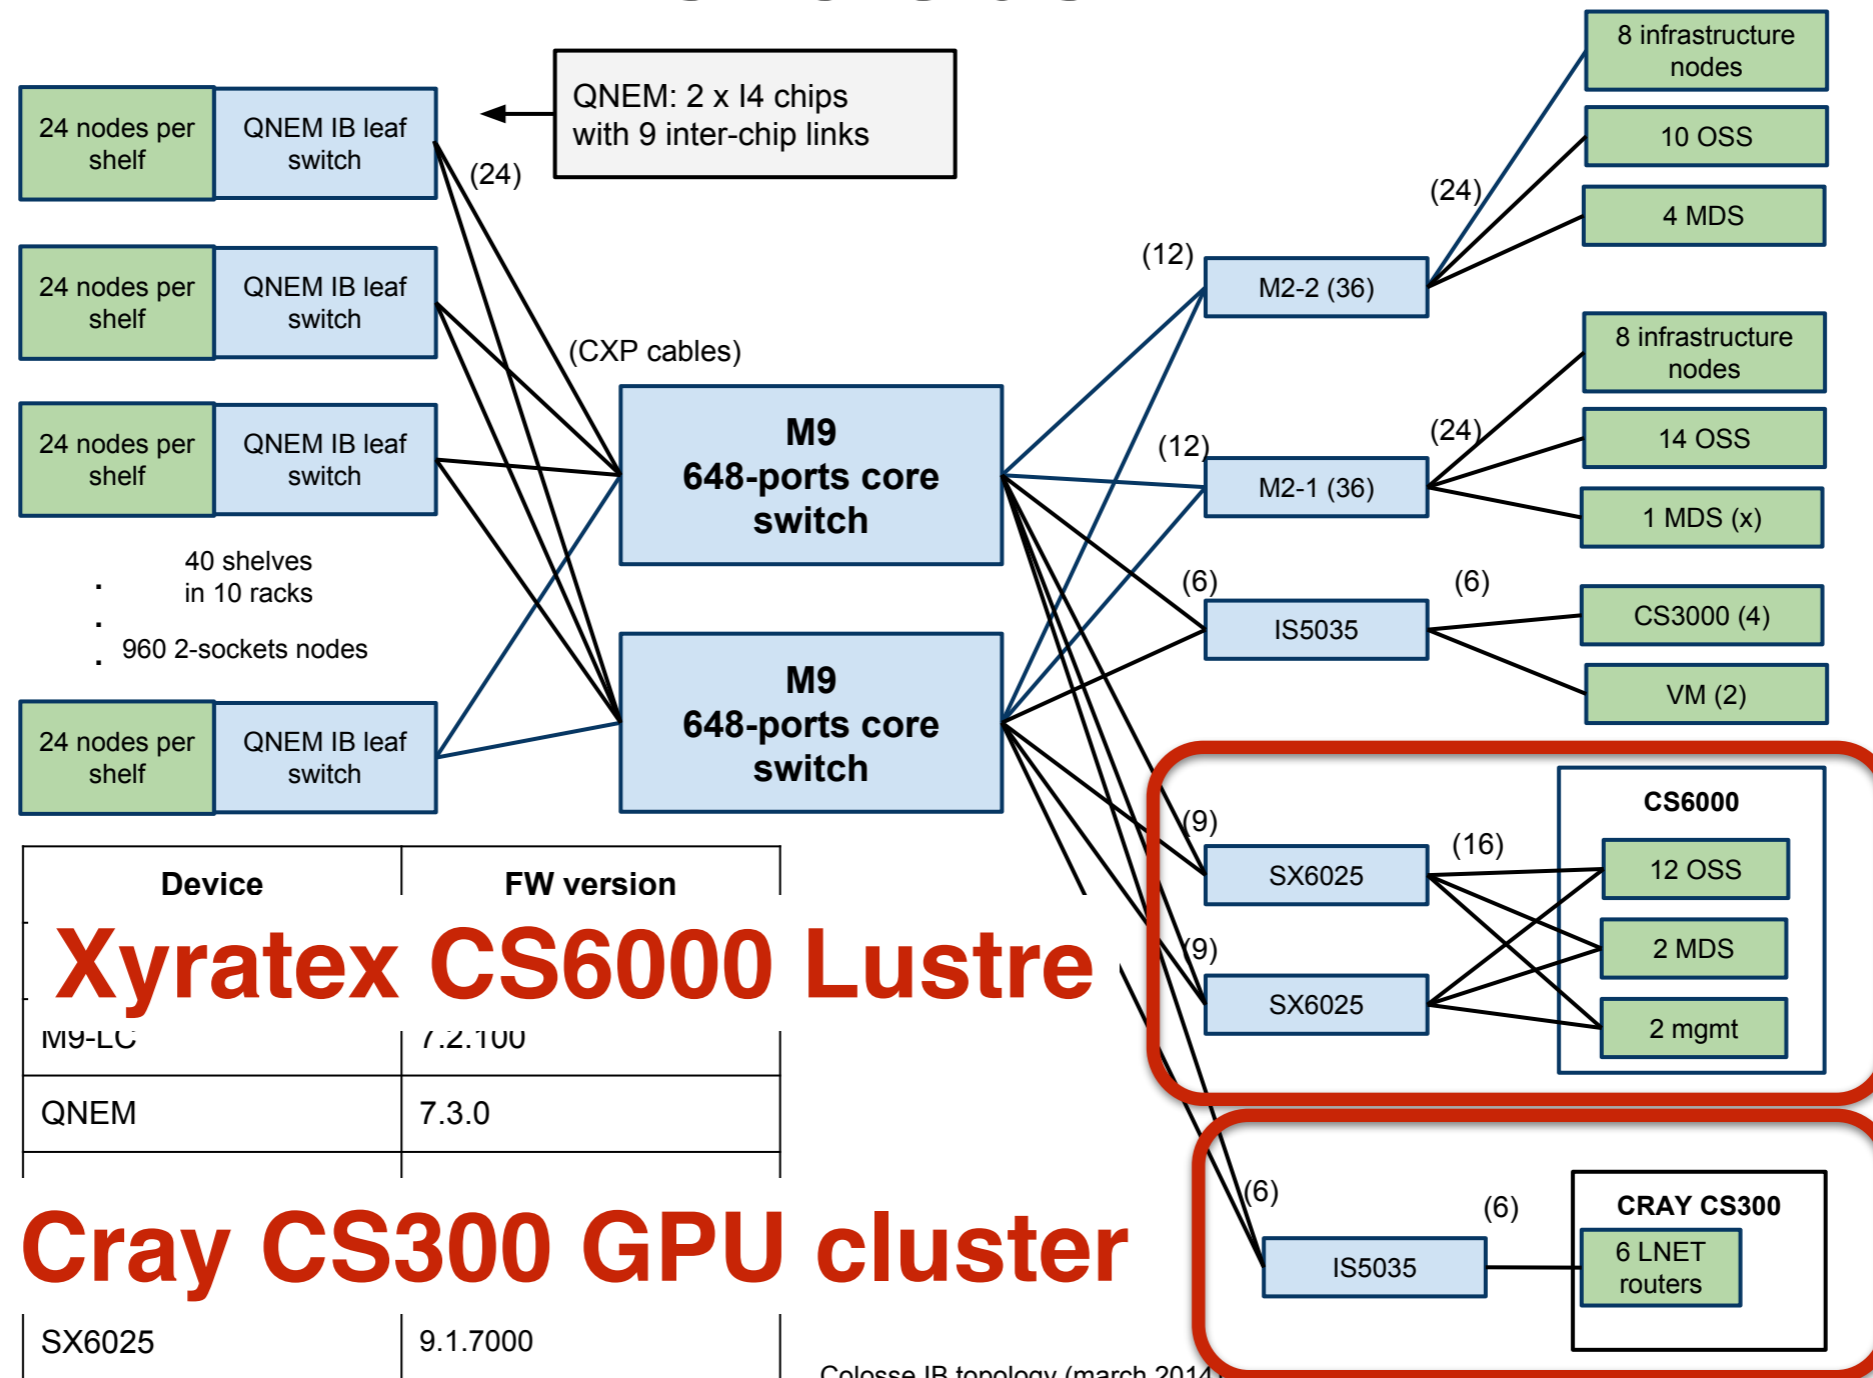 24 nodes per
shelf
QNEM IB leaf
switch
QNEM: 2 x I4 chips
with 9 inter-chip links
(24)
24 nodes per
shelf
QNEM IB leaf
switch
(CXP cables)
24 nodes per
shelf
QNEM IB leaf
switch
40 shelves
in 10 racks
.
.
.
960 2-sockets nodes
24 nodes per
shelf
QNEM IB leaf
switch
M9
648-ports core
switch
M9
648-ports core
switch
(12)
M2-2 (36)
(24)
8 infrastructure
nodes
10 OSS
4 MDS
(12)
M2-1 (36)
(24)
8 infrastructure
nodes
14 OSS
1 MDS (x)
(6)
IS5035
(6)
CS3000 (4)
VM (2)
(9)
SX6025
(16)
(9)
SX6025
CS6000
12 OSS
2 MDS
2 mgmt
(6)
IS5035
(6)
CRAY CS300
6 LNET
routers
Device FW version
Xyratex CS6000 Lustre
M9-LC 7.2.100
QNEM 7.3.0
Cray CS300 GPU cluster
SX6025 9.1.7000
Colosse IB topology (march 2014)